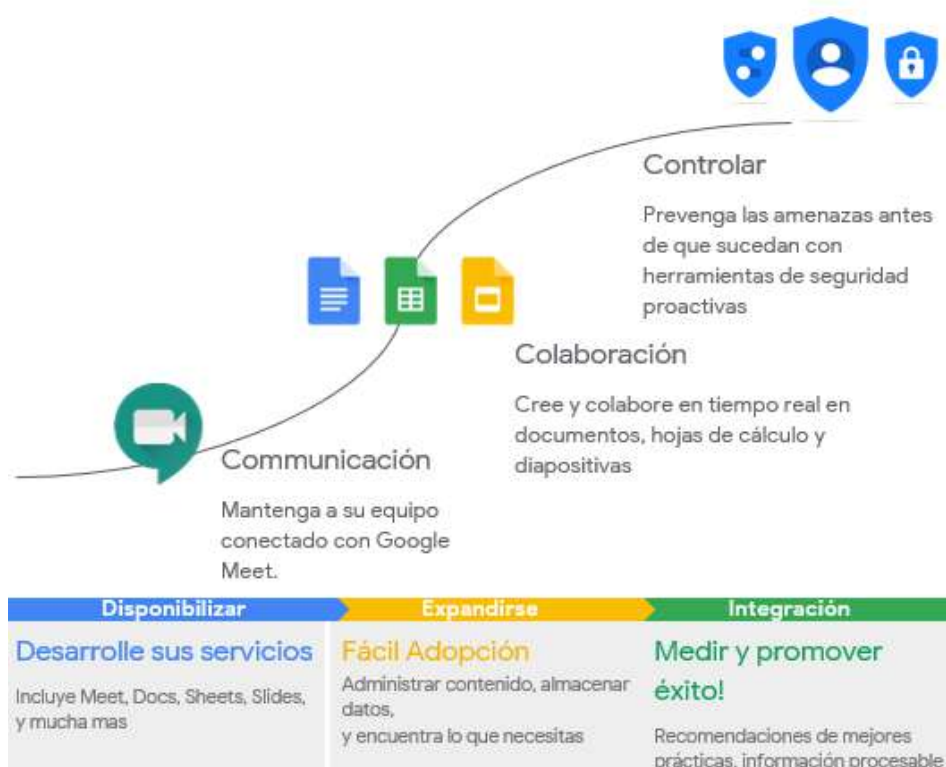 Controlar
Prevenga las amenazas antes
de que sucedan con
herramientas de seguridad
proactivas
Colaboración
Cree y colabore en tiempo real en
documentos, hojas de cálculo y
diapositivas
Communicación
Mantenga a su equipo
conectado con Google
Meet.
Disponibilizar
Desarrolle sus servicios
Incluye Meet, Docs, Sheets, Slides,
y mucha mas
Expandirse
Fácil Adopción
Administrar contenido, almacenar
datos,
y encuentra lo que necesitas
Integración
Medir y promover
éxito!
Recomendaciones de mejores
prácticas, información procesable